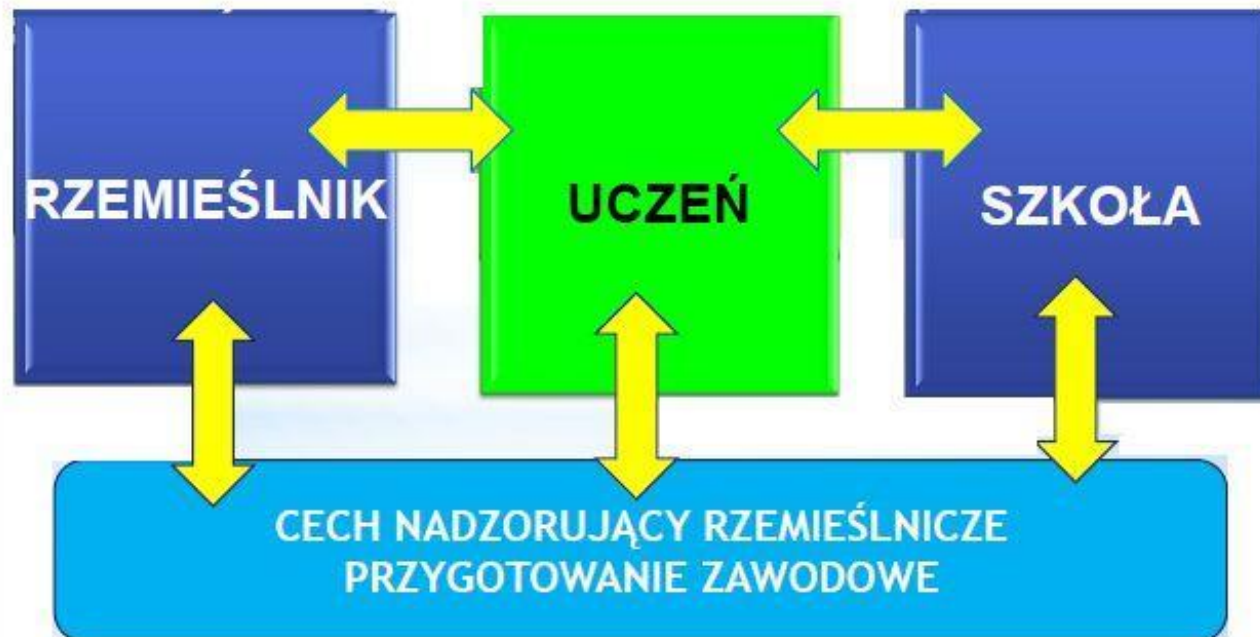 RZEMIEŚLNIK
UCZEŃ
SZKOŁA
CECH NADZORUJĄCY RZEMIEŚLNICZE
PRZYGOTOWANIE ZAWODOWE